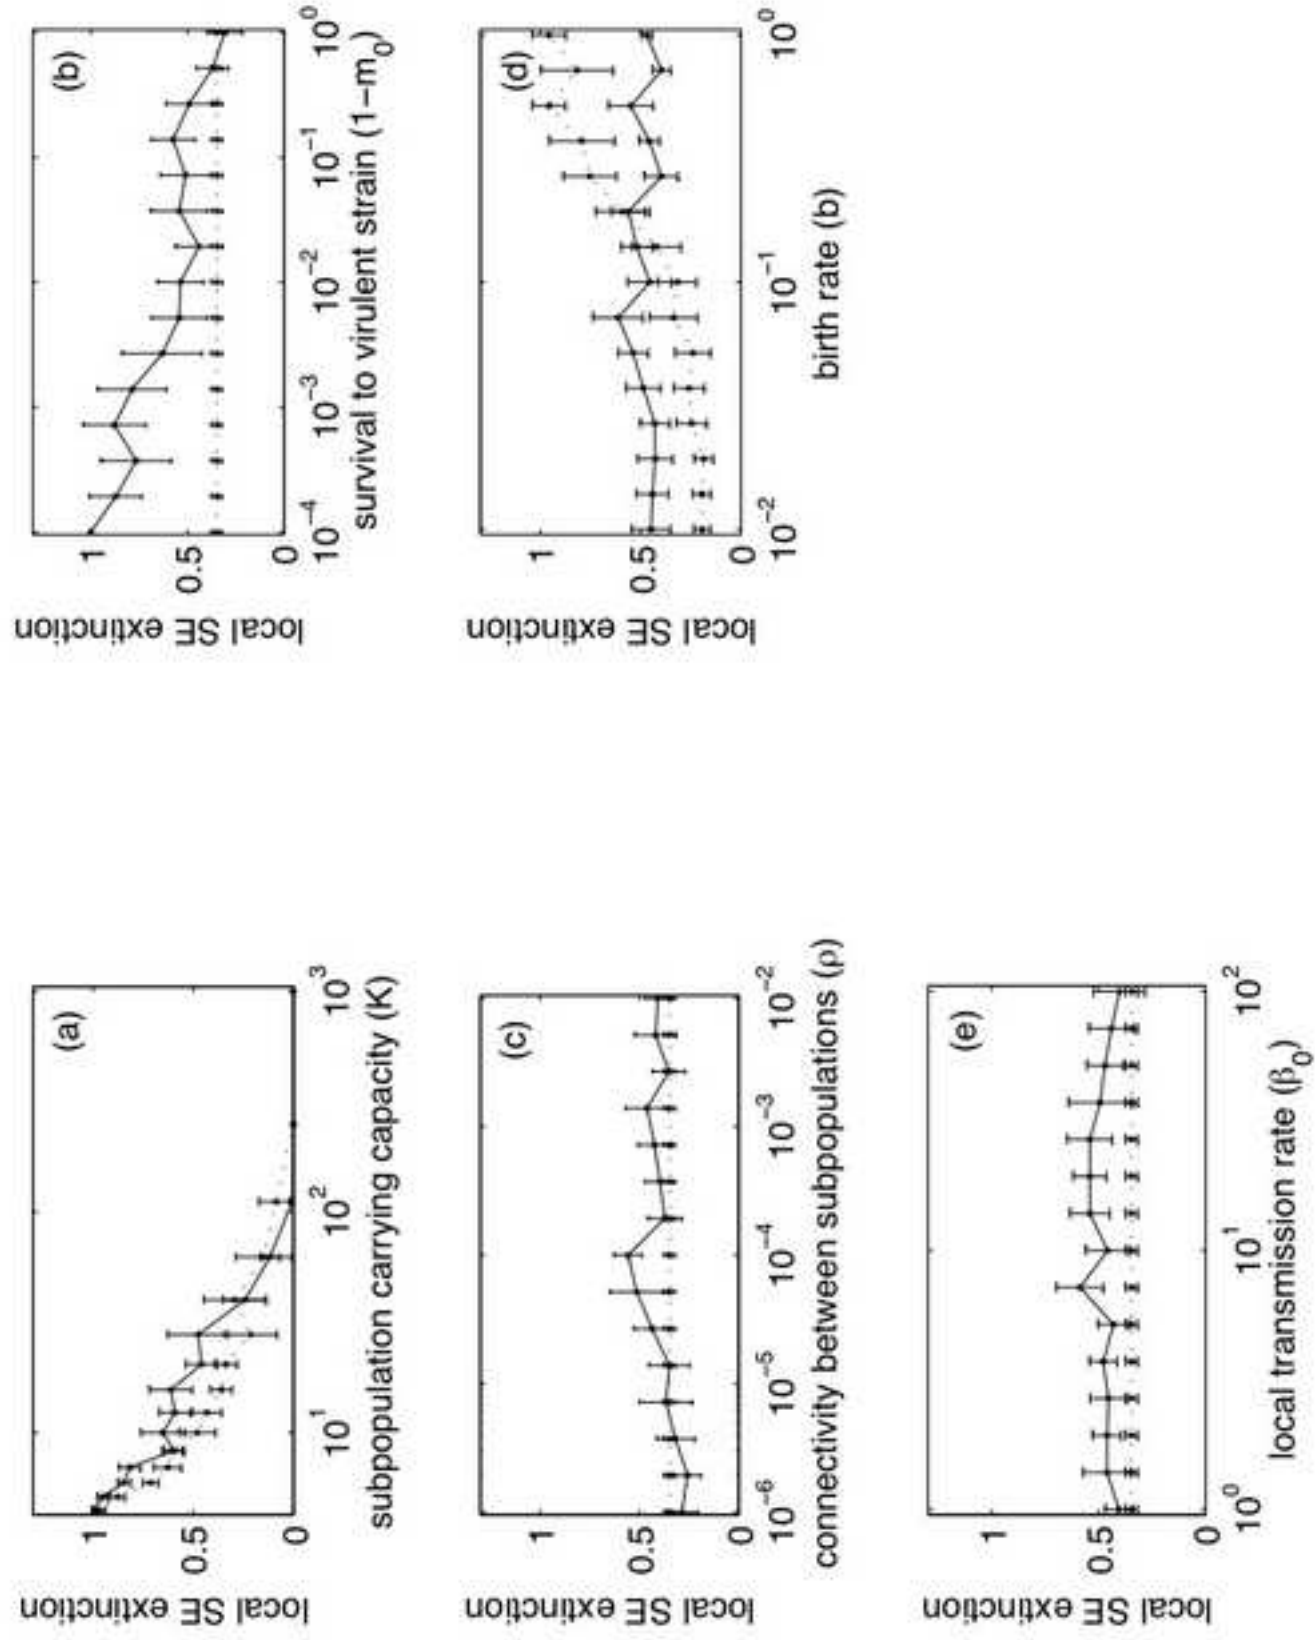 (a)
local SE extinction
1
0.5
0
10^1
10^2
10^3
subpopulation carrying capacity (K)
(b)
local SE extinction
1
0.5
0
10^−4
10^−3
10^−2
10^−1
10^0
survival to virulent strain (1−m_0)
(c)
local SE extinction
1
0.5
0
10^−6
10^−5
10^−4
10^−3
10^−2
connectivity between subpopulations (ρ)
(d)
local SE extinction
1
0.5
0
10^−2
10^−1
10^0
birth rate (b)
(e)
local SE extinction
1
0.5
0
10^0
10^1
10^2
local transmission rate (β_0)